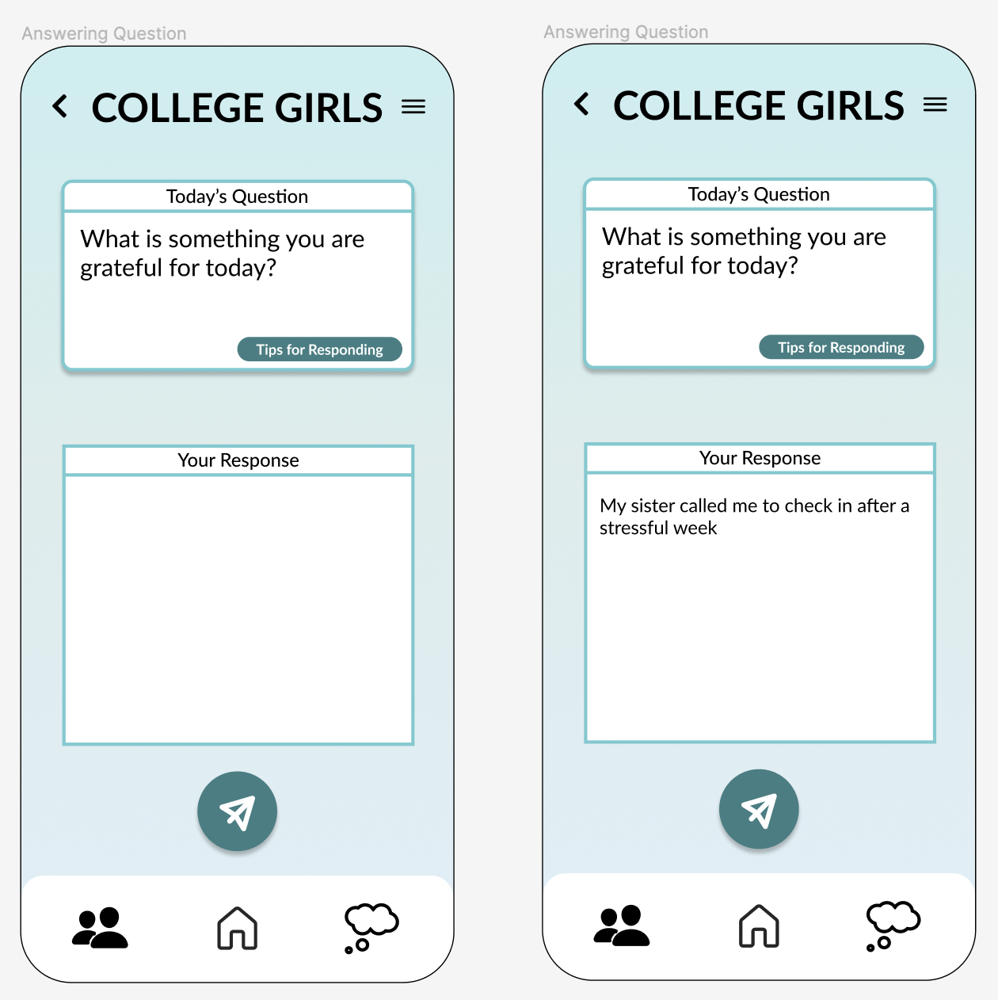 Answering Question
COLLEGE GIRLS
Today's Question
What is something you are
grateful for today?
Tips for Responding
Your Response
Answering Question
COLLEGE GIRLS
Today's Question
What is something you are
grateful for today?
Tips for Responding
Your Response
My sister called me to check in after a
stressful week